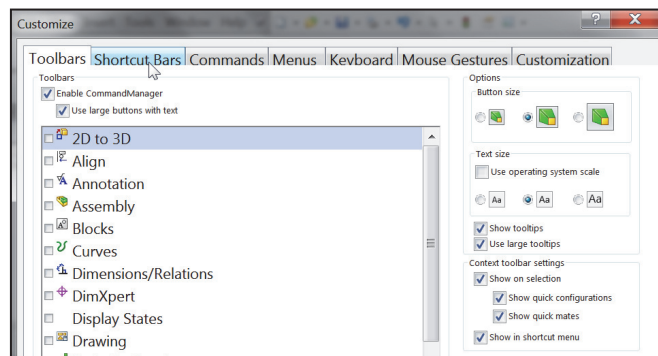 Customize
Toolbars Shortcut Bars Commands Menus Keyboard Mouse Gestures Customization
Toolbars
Enable CommandManager
Use large buttons with text
2D to 3D
Align
Annotation
Assembly
Blocks
Curves
Dimensions/Relations
DimXpert
Display States
Drawing
Options
Button size
Text size
Use operating system scale
Aa Aa Aa
Show tooltips
Use large tooltips
Context toolbar settings
Show on selection
Show quick configurations
Show quick mates
Show in shortcut menu